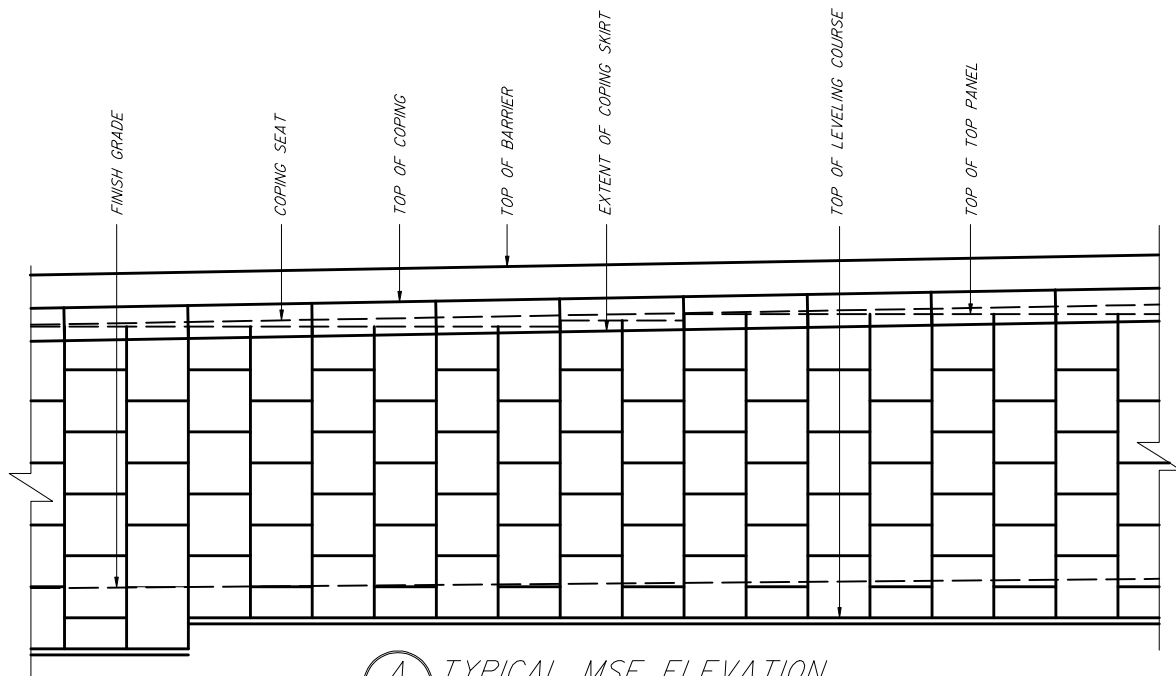 FINISH GRADE
COPING SEAT
TOP OF COPING
TOP OF BARRIER
EXTENT OF COPING SKIRT
TOP OF LEVELING COURSE
TOP OF TOP PANEL
A TYPICAL MSE ELEVATION